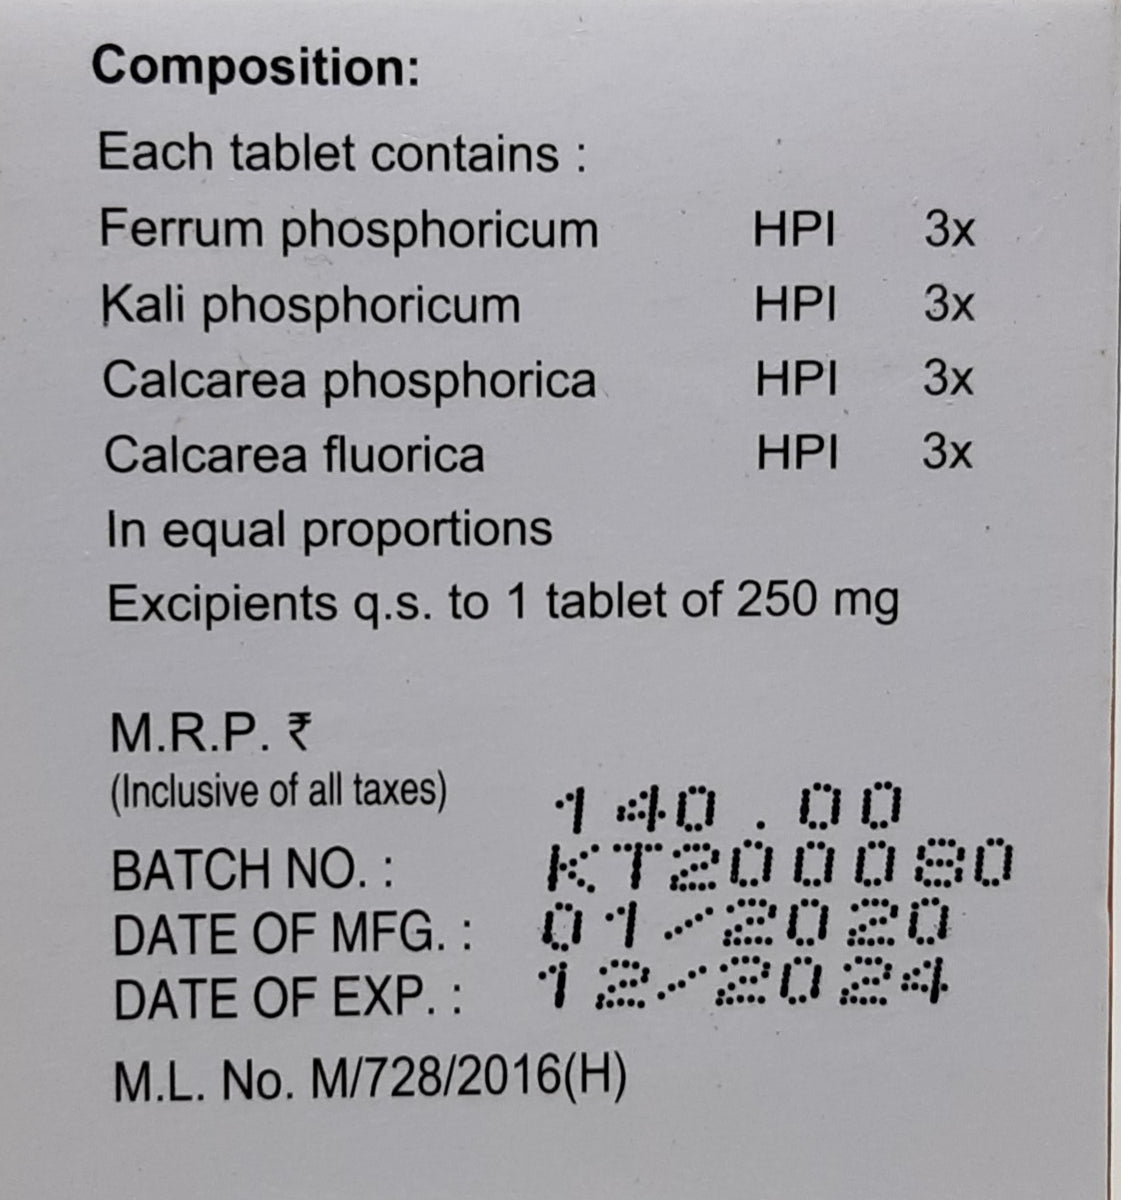 Composition:
Each tablet contains :
Ferrum phosphoricum HPI 3x
Kali phosphoricum HPI 3x
Calcarea phosphorica HPI 3x
Calcarea fluorica HPI 3x
In equal proportions
Excipients q.s. to 1 tablet of 250 mg
M.R.P. ₹
(Inclusive of all taxes) 140.00
BATCH NO. : KT200080
DATE OF MFG. : 01/2020
DATE OF EXP. : 12/2024
M.L. No. M/728/2016(H)